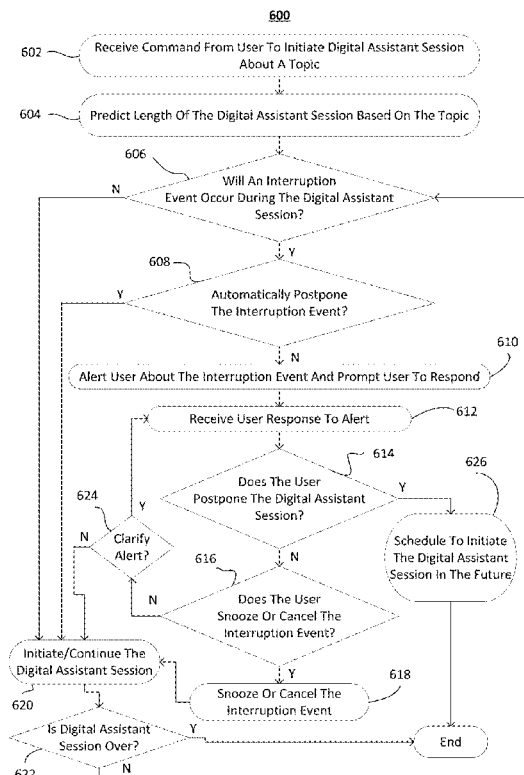 600
602
Receive Command From User To Initiate Digital Assistant Session
About A Topic
604
Predict Length Of The Digital Assistant Session Based On The Topic
606
Will An Interruption
Event Occur During The Digital Assistant
Session?
N
Y
608
Automatically Postpone
The Interruption Event?
Y
N
610
Alert User About The Interruption Event And Prompt User To Respond
612
Receive User Response To Alert
614
Does The User
Postpone The Digital Assistant
Session?
Y
N
626
Schedule To Initiate
The Digital Assistant
Session In The Future
624
Clarify
Alert?
Y
N
616
Does The User
Snooze Or Cancel The
Interruption Event?
N
Y
618
Snooze Or Cancel The
Interruption Event
Initiate/Continue The
Digital Assistant Session
620
Is Digital Assistant
Session Over?
Y
N
622
End